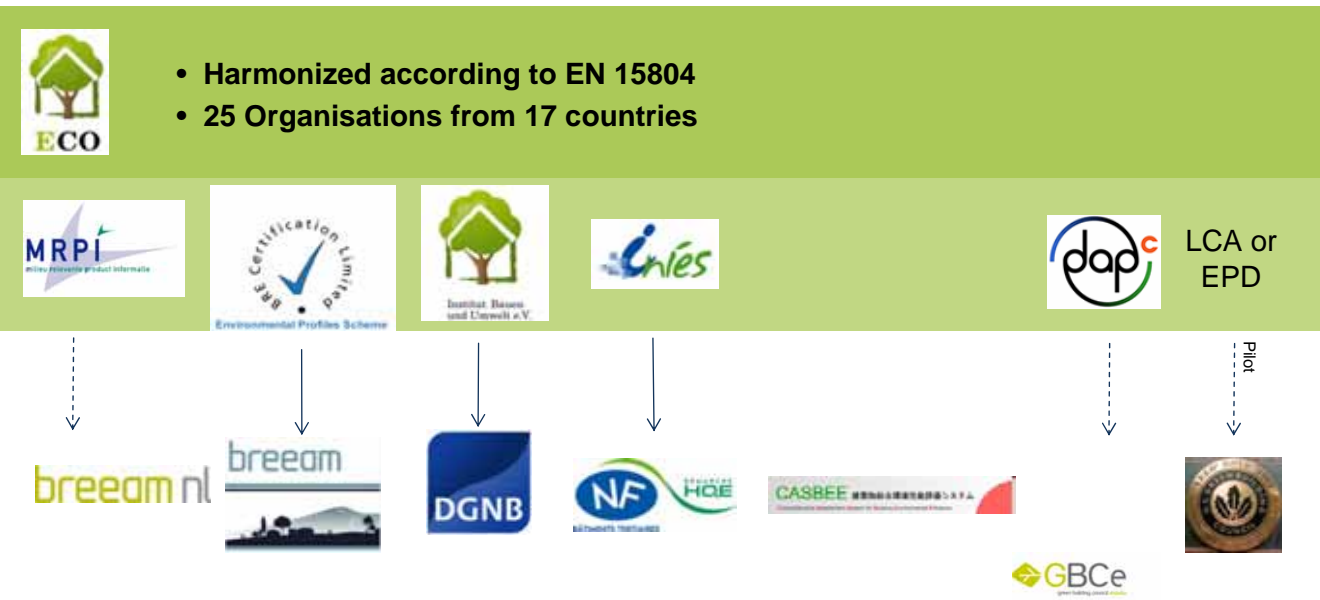 ECO
• Harmonized according to EN 15804
• 25 Organisations from 17 countries
MRPI
milieu relevante product informatie
BRE Certification Limited
Environmental Profiles Scheme
Institut Bauen
und Umwelt e.V.
iniés
dapc
LCA or
EPD
Pilot
breeam nl
breeam
DGNB
NF
HQE
BÂTIMENTS TERTIAIRES
CASBEE
GBCe